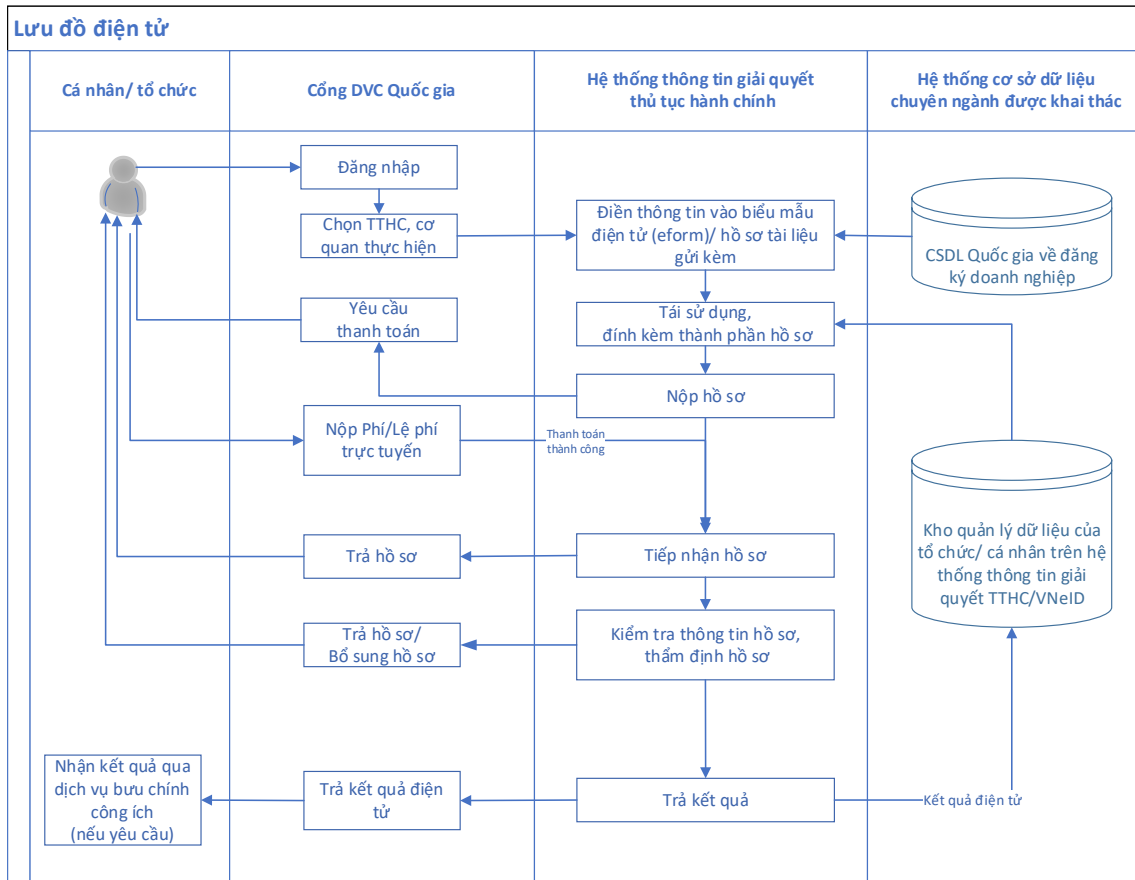 Lưu đồ điện tử
Cá nhân/ tổ chức
Cổng DVC Quốc gia
Hệ thống thông tin giải quyết
thủ tục hành chính
Hệ thống cơ sở dữ liệu
chuyên ngành được khai thác
Đăng nhập
Chọn TTHC, cơ
quan thực hiện
Điền thông tin vào biểu mẫu
điện tử (eform)/ hồ sơ tài liệu
gửi kèm
CSDL Quốc gia về đăng
ký doanh nghiệp
Yêu cầu
thanh toán
Tái sử dụng,
đính kèm thành phần hồ sơ
Nộp hồ sơ
Nộp Phí/Lệ phí
trực tuyến
Thanh toán
thành công
Kho quản lý dữ liệu của
tổ chức/ cá nhân trên hệ
thống thông tin giải
quyết TTHC/VNeID
Trả hồ sơ
Tiếp nhận hồ sơ
Trả hồ sơ/
Bổ sung hồ sơ
Kiểm tra thông tin hồ sơ,
thẩm định hồ sơ
Nhận kết quả qua
dịch vụ bưu chính
công ích
(nếu yêu cầu)
Trả kết quả điện
tử
Trả kết quả
Kết quả điện tử